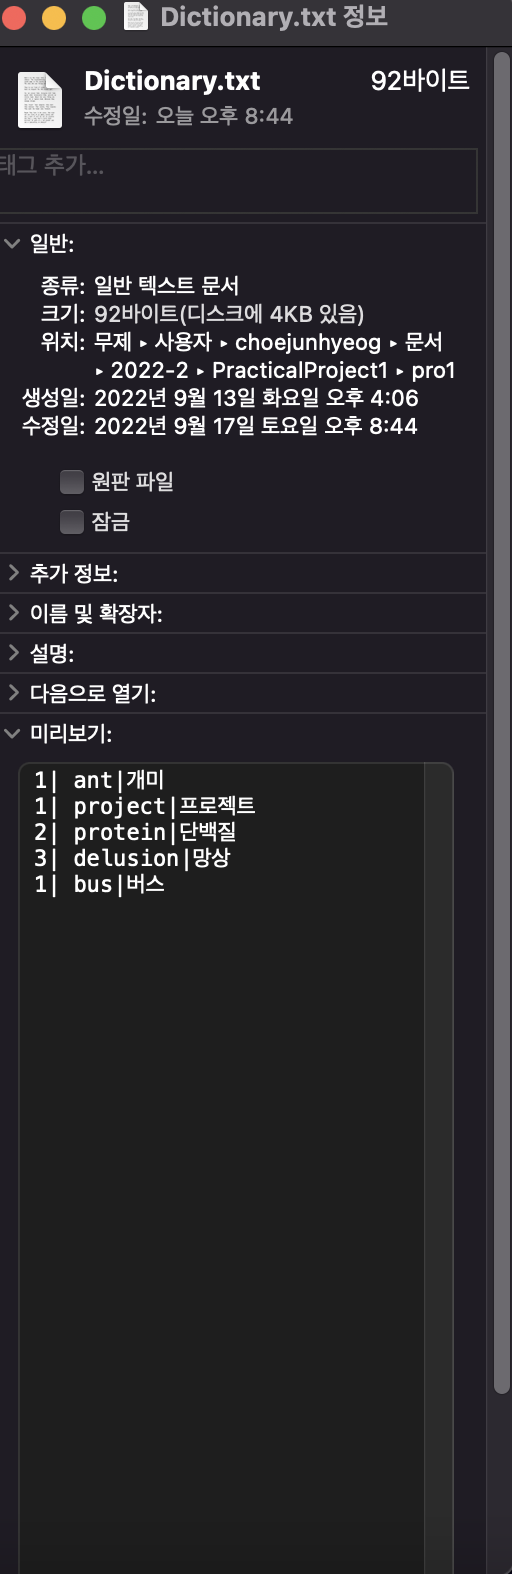 Dictionary.txt 정보
Dictionary.txt 92바이트
수정일: 오늘 오후 8:44
태그 추가...
일반:
종류: 일반 텍스트 문서
크기: 92바이트(디스크에 4KB 있음)
위치: 무제 ▸ 사용자 ▸ choejunhyeog ▸ 문서
▸ 2022-2 ▸ PracticalProject1 ▸ pro1
생성일: 2022년 9월 13일 화요일 오후 4:06
수정일: 2022년 9월 17일 토요일 오후 8:44
원판 파일
잠금
추가 정보:
이름 및 확장자:
설명:
다음으로 열기:
미리보기:
1| ant|개미
1| project|프로젝트
2| protein|단백질
3| delusion|망상
1| bus|버스